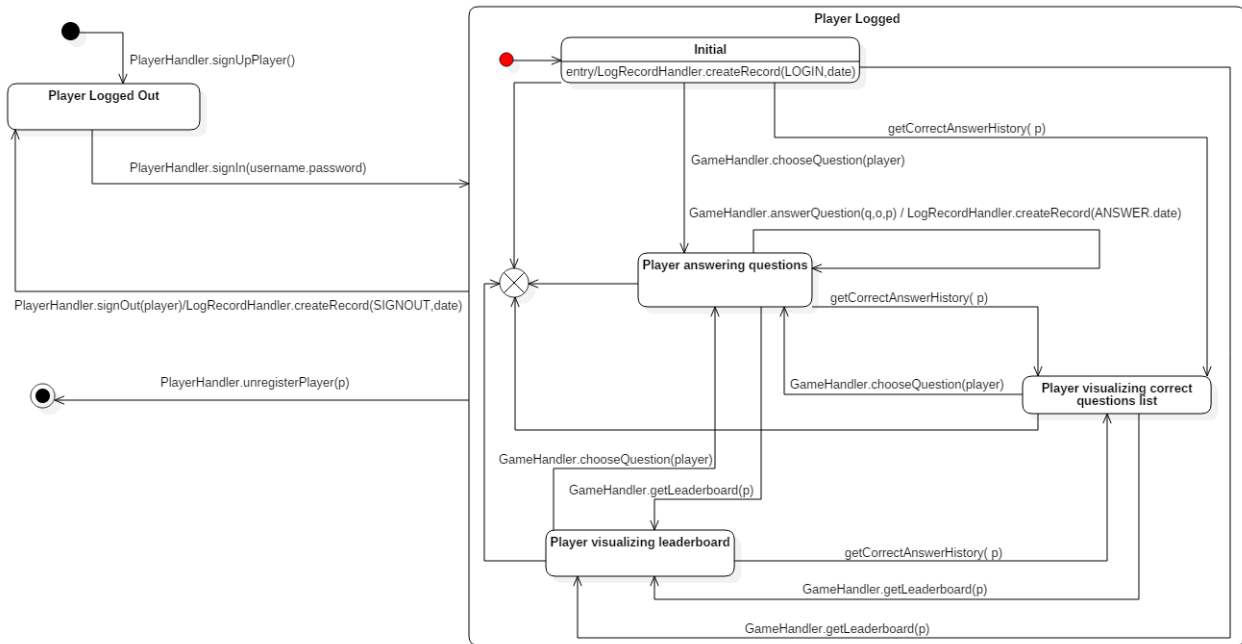 Player Logged
Initial
entry/LogRecordHandler.createRecord(LOGIN,date)
PlayerHandler.signUpPlayer()
Player Logged Out
getCorrectAnswerHistory( p)
PlayerHandler.signIn(username.password)
GameHandler.chooseQuestion(player)
GameHandler.answerQuestion(q,o,p) / LogRecordHandler.createRecord(ANSWER.date)
Player answering questions
PlayerHandler.signOut(player)/LogRecordHandler.createRecord(SIGNOUT,date)
getCorrectAnswerHistory( p)
PlayerHandler.unregisterPlayer(p)
GameHandler.chooseQuestion(player)
Player visualizing correct
questions list
GameHandler.chooseQuestion(player)
GameHandler.getLeaderboard(p)
Player visualizing leaderboard
getCorrectAnswerHistory( p)
GameHandler.getLeaderboard(p)
GameHandler.getLeaderboard(p)